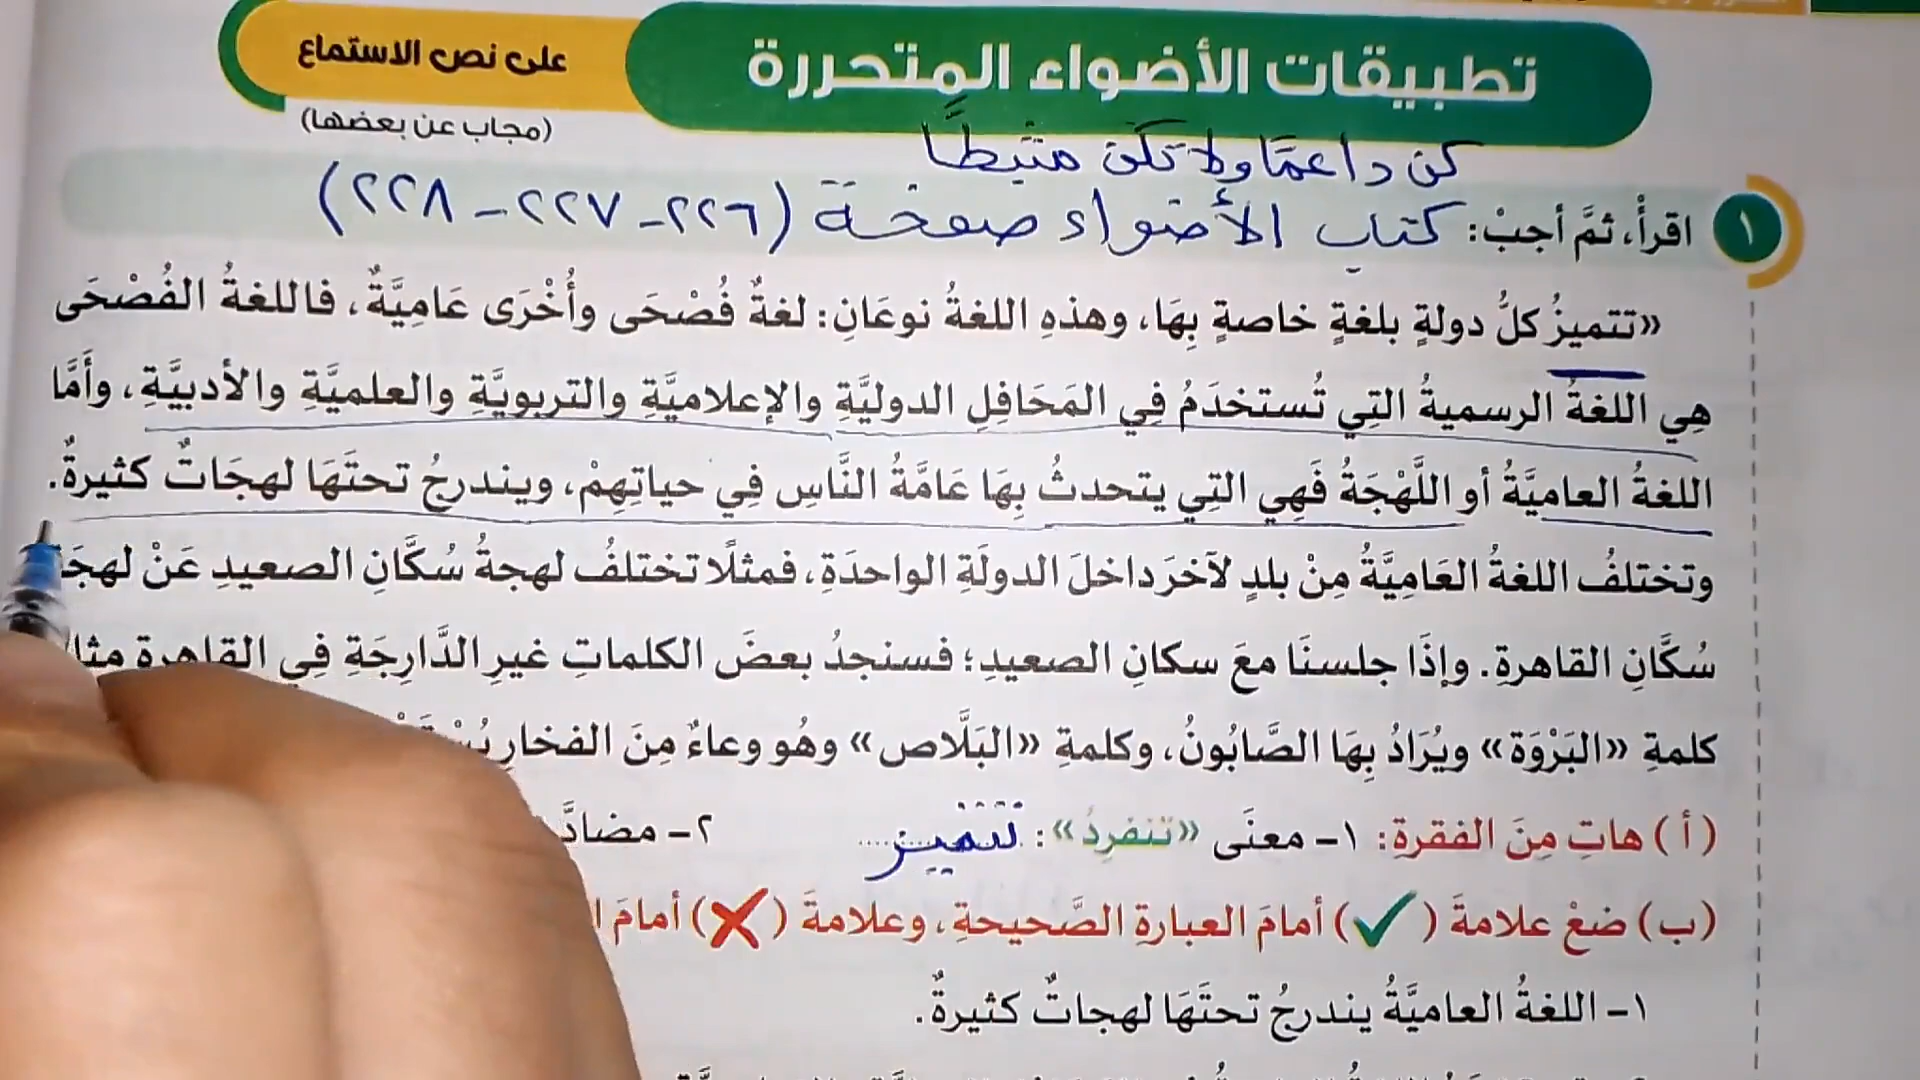 تطبيقات الأضواء المتحررة
على نص الاستماع
(مجاب عن بعضها)
كن داعمًا ولا تكن مثبطًا
١ اقرأْ، ثمَّ أجبْ: كتاب الأضواء صفحة (٢٢٦ - ٢٢٧ - ٢٢٨)
«تتميزُ كلُّ دولةٍ بلغةٍ خاصةٍ بِهَا، وهذهِ اللغةُ نوعَانِ: لغةٌ فُصْحَى وأُخْرَى عَامِيَّةٌ، فاللغةُ الفُصْحَى
هِي اللغةُ الرسميةُ التِي تُستخدَمُ فِي المَحَافِلِ الدوليَّةِ والإعلاميَّةِ والتربويَّةِ والعلميَّةِ والأدبيَّةِ، وأَمَّا
اللغةُ العاميَّةُ أو اللَّهْجَةُ فَهِي التِي يتحدثُ بِهَا عَامَّةُ النَّاسِ فِي حياتِهِمْ، ويندرجُ تحتَهَا لهجَاتٌ كثيرةٌ.
وتختلفُ اللغةُ العَامِيَّةُ مِنْ بلدٍ لآخرَ داخلَ الدولَةِ الواحدَةِ، فمثلًا تختلفُ لهجةُ سُكَّانِ الصعيدِ عَنْ
سُكَّانِ القاهرةِ. وإذَا جلسنَا معَ سكانِ الصعيدِ؛ فسنجدُ بعضَ الكلماتِ غيرِ الدَّارِجَةِ فِي القاهرةِ
كلمةِ «البَرْوَة» ويُرَادُ بِهَا الصَّابُونُ، وكلمةِ «البَلَّاص» وهُو وعاءٌ مِنَ الفخارِ
(أ) هاتِ مِنَ الفقرةِ: ١- معنَى «تنفرِدُ»: تتميز ٢-
(ب) ضعْ علامةَ (✓) أمامَ العبارةِ الصَّحيحةِ، وعلامةَ (✗) أمامَ
١- اللغةُ العاميَّةُ يندرجُ تحتَهَا لهجاتٌ كثيرةٌ.